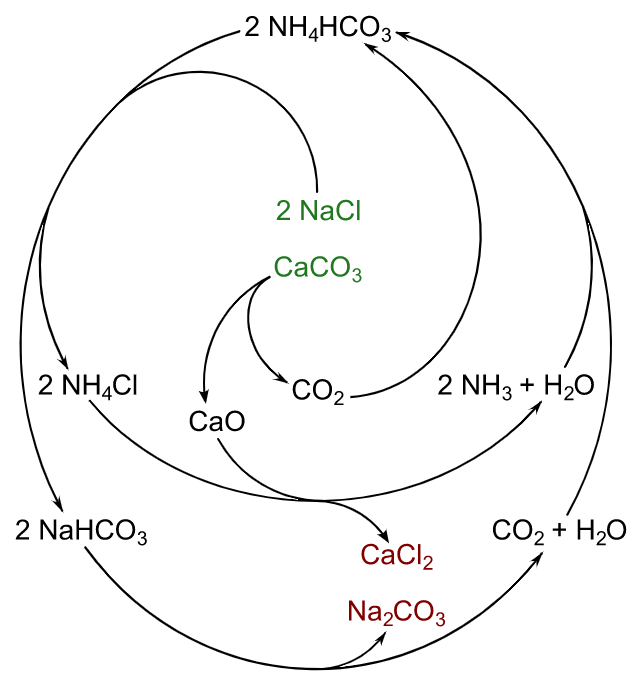 2 NH₄HCO₃
2 NaCl
CaCO₃
2 NH₄Cl
CO₂
2 NH₃ + H₂O
CaO
2 NaHCO₃
CO₂ + H₂O
CaCl₂
Na₂CO₃